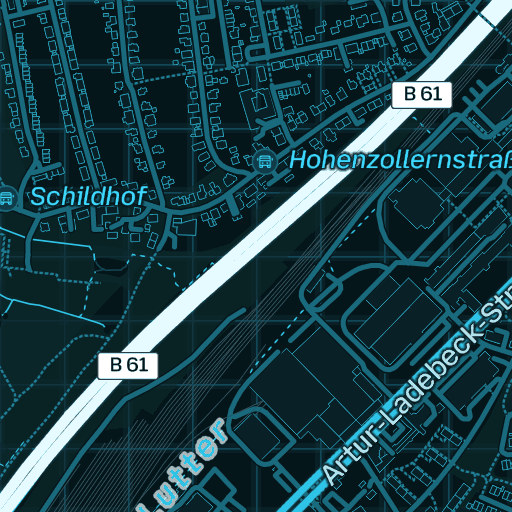 B 61
Hohenzollernstraß
Schildhof
B 61
Artur-Ladebeck-Str
Lutter